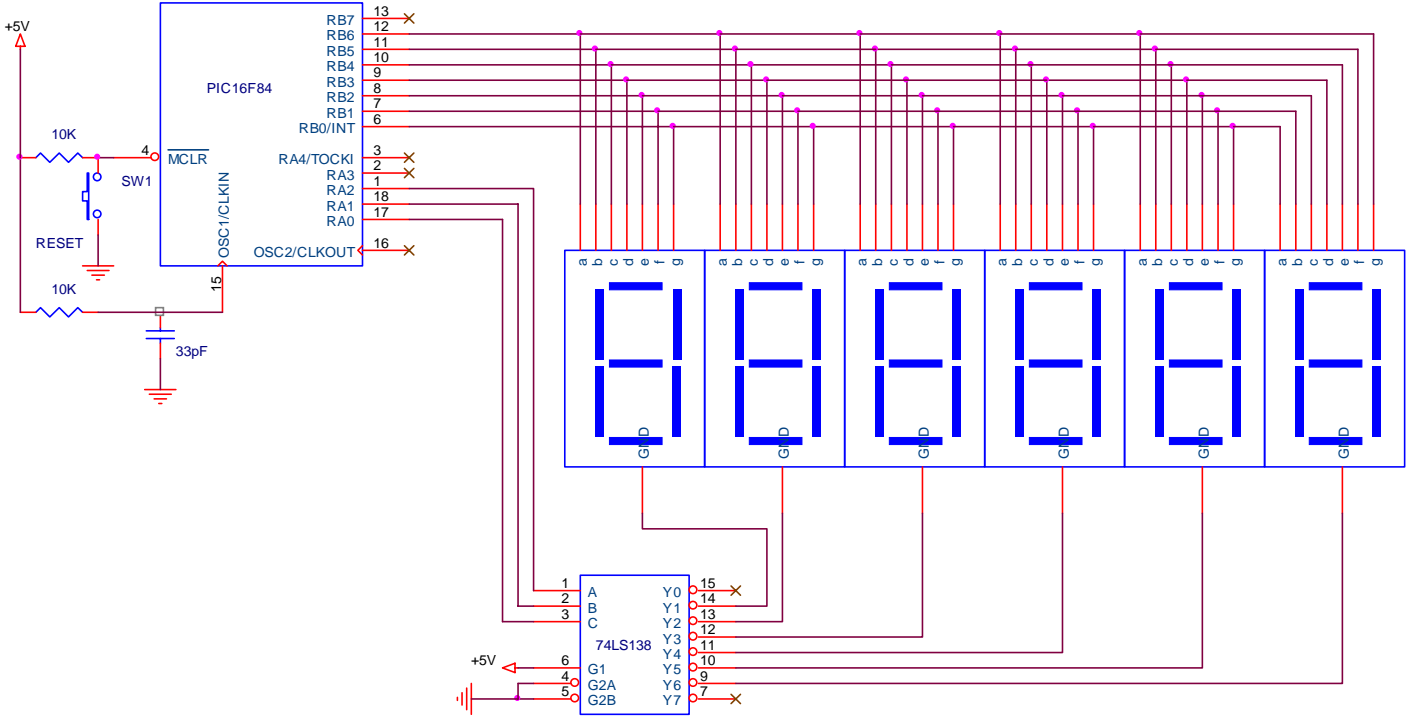 +5V
10K
4
MCLR
SW1
RESET
10K
33pF
PIC16F84
OSC1/CLKIN
15
RB7 13
RB6 12
RB5 11
RB4 10
RB3 9
RB2 8
RB1 7
RB0/INT 6
RA4/TOCKI 3
RA3 2
RA2 1
RA1 18
RA0 17
OSC2/CLKOUT 16
a b c d e f g
a b c d e f g
a b c d e f g
a b c d e f g
a b c d e f g
a b c d e f g
GND
GND
GND
GND
GND
GND
1 A
2 B
3 C
74LS138
+5V
6 G1
4 G2A
5 G2B
Y0 15
Y1 14
Y2 13
Y3 12
Y4 11
Y5 10
Y6 9
Y7 7